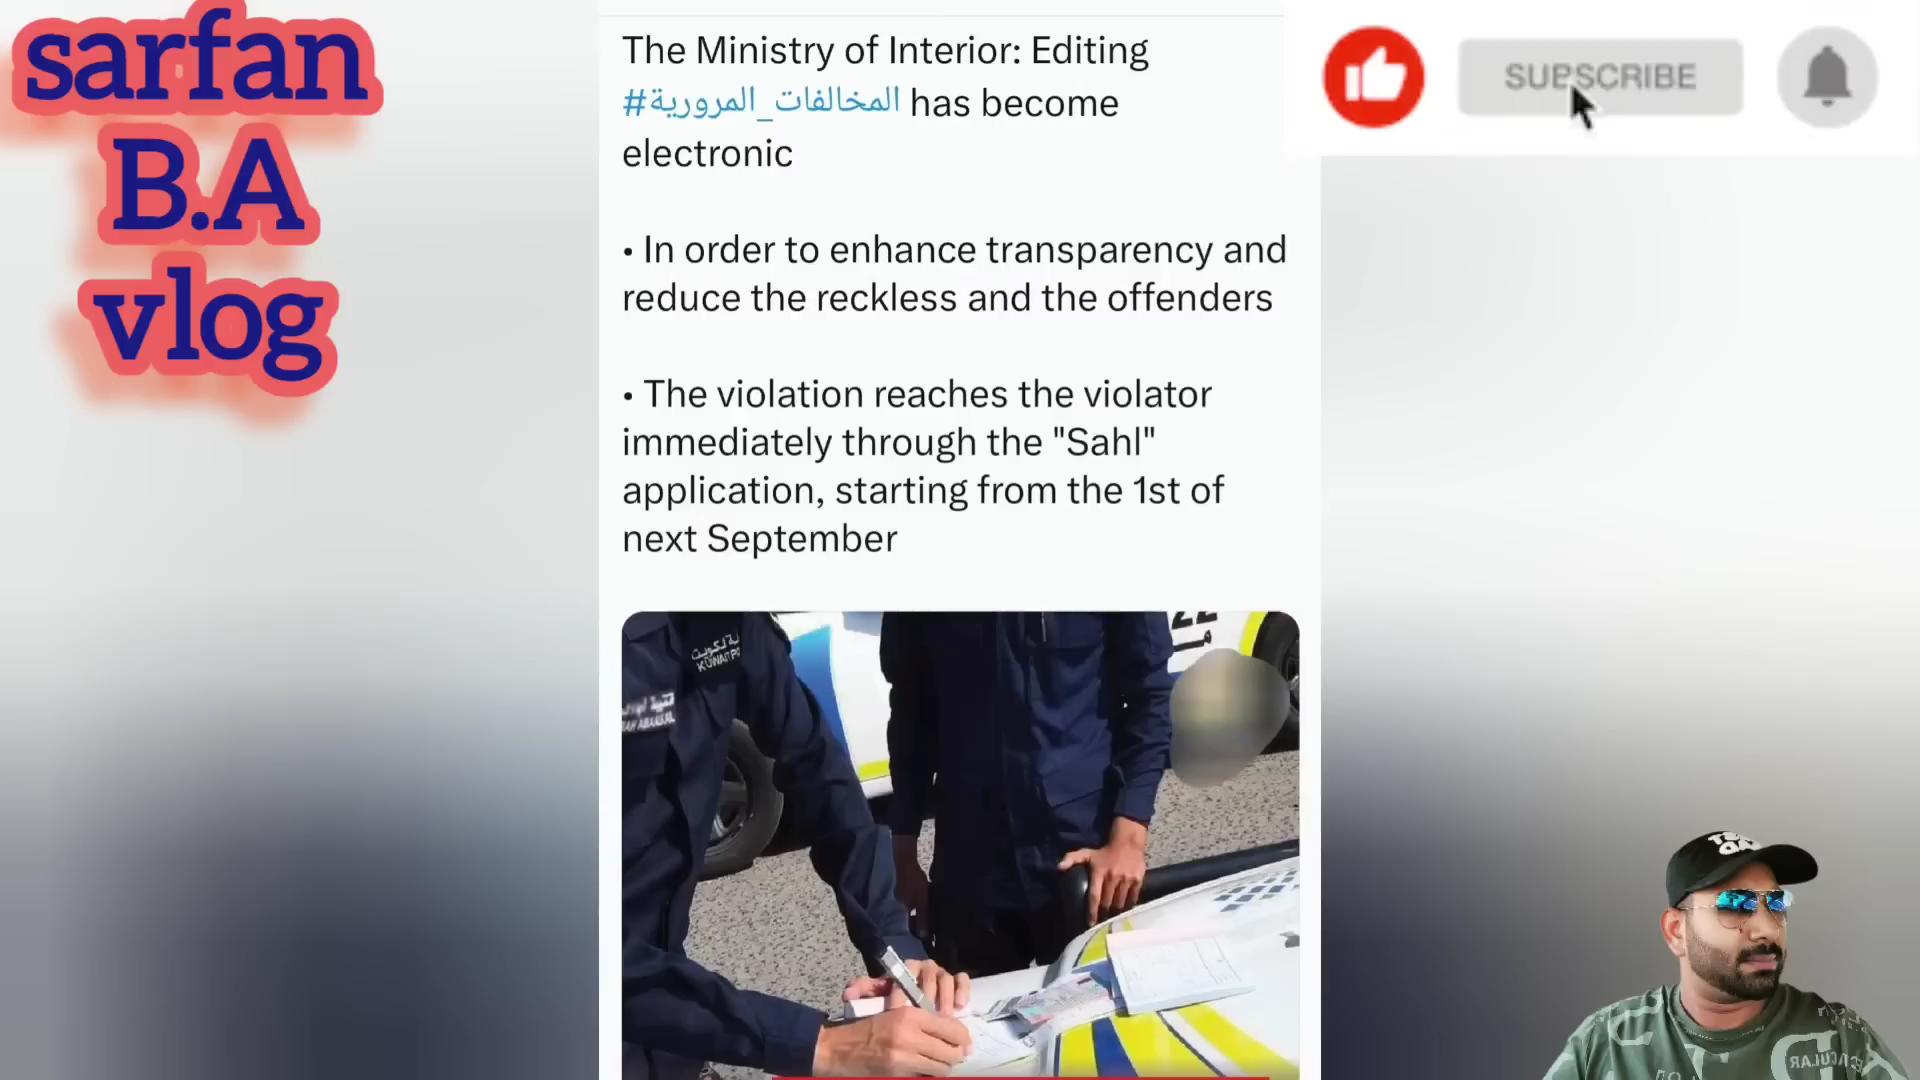 sarfan
B.A
vlog
The Ministry of Interior: Editing
#المخالفات_المرورية has become
electronic
• In order to enhance transparency and
reduce the reckless and the offenders
• The violation reaches the violator
immediately through the "Sahl"
application, starting from the 1st of
next September
SUBSCRIBE
22